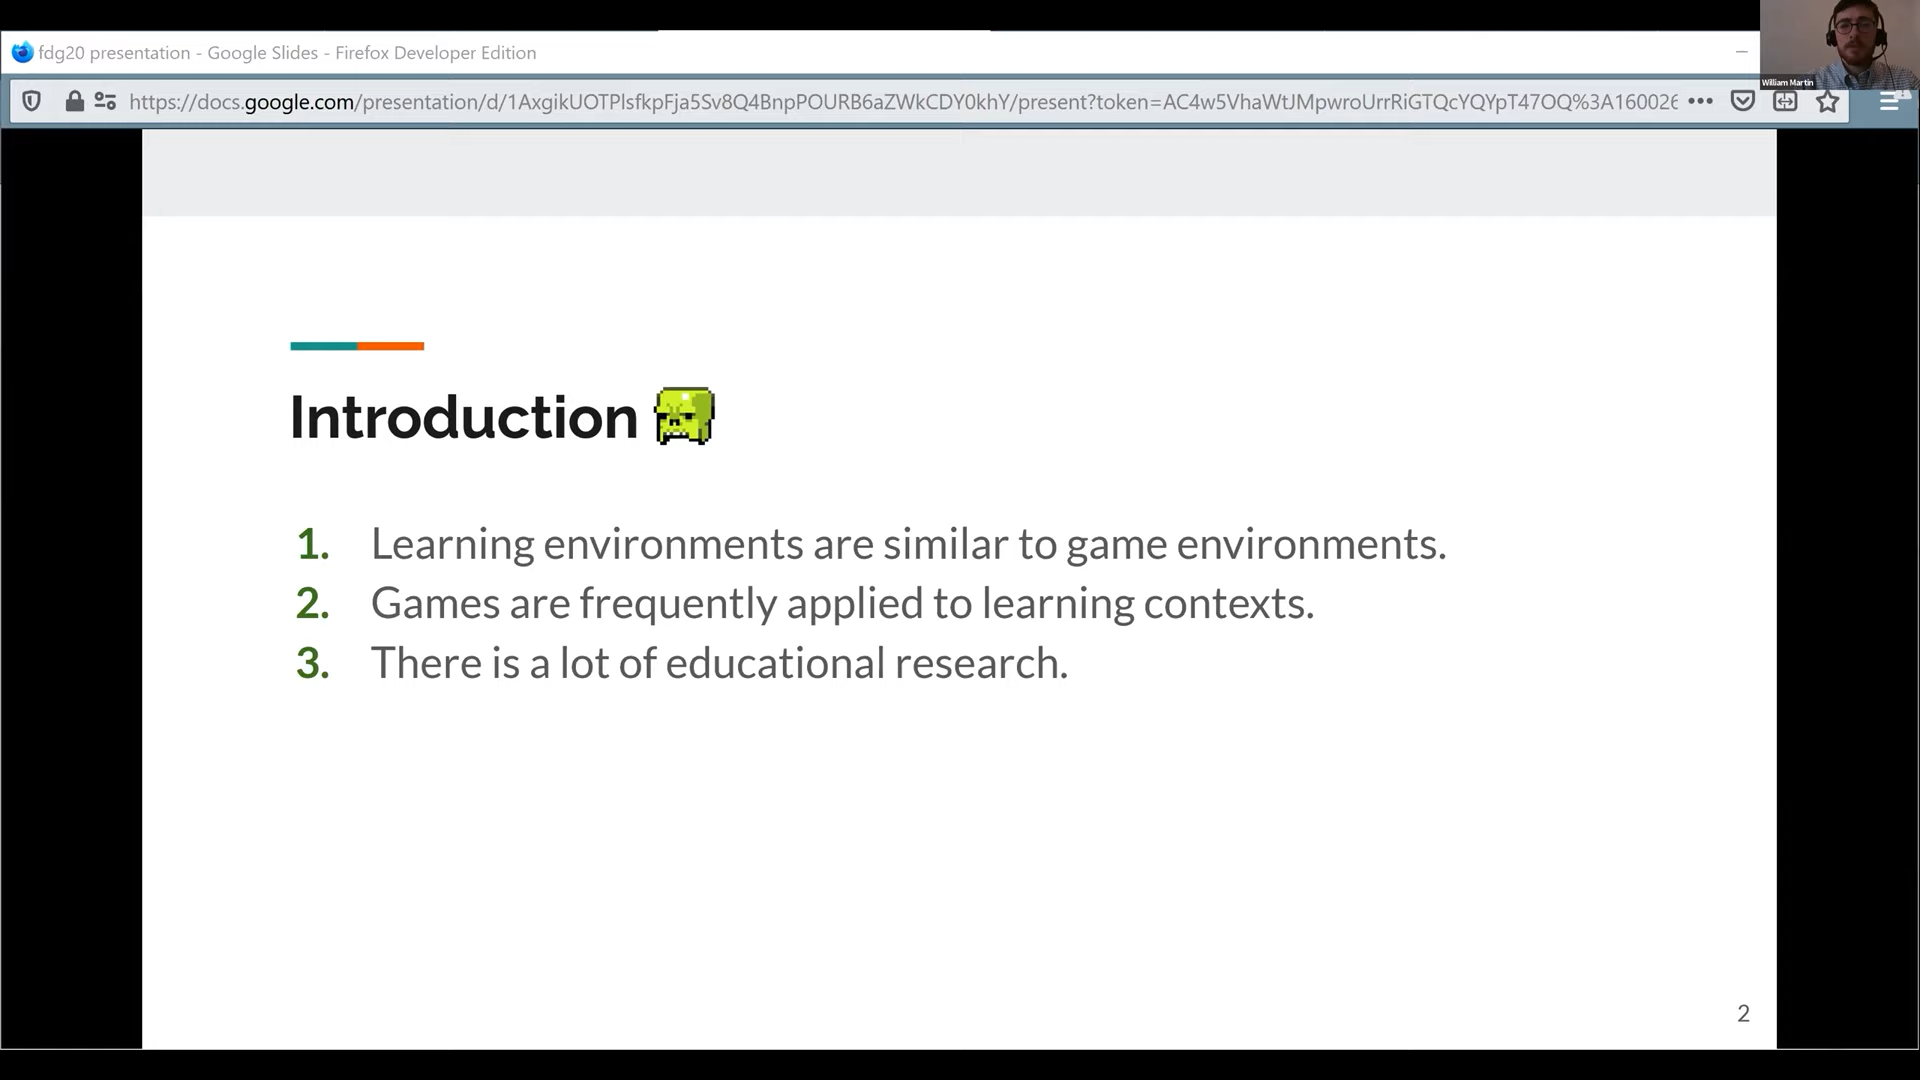 fdg20 presentation - Google Slides - Firefox Developer Edition
William Martin
https://docs.google.com/presentation/d/1AxgikUOTPlsfkpFja5Sv8Q4BnpPOURB6aZWkCDY0khY/present?token=AC4w5VhaWtJMpwroUrrRiGTQcYQYpT47OQ%3A160026
Introduction
1. Learning environments are similar to game environments.
2. Games are frequently applied to learning contexts.
3. There is a lot of educational research.
2